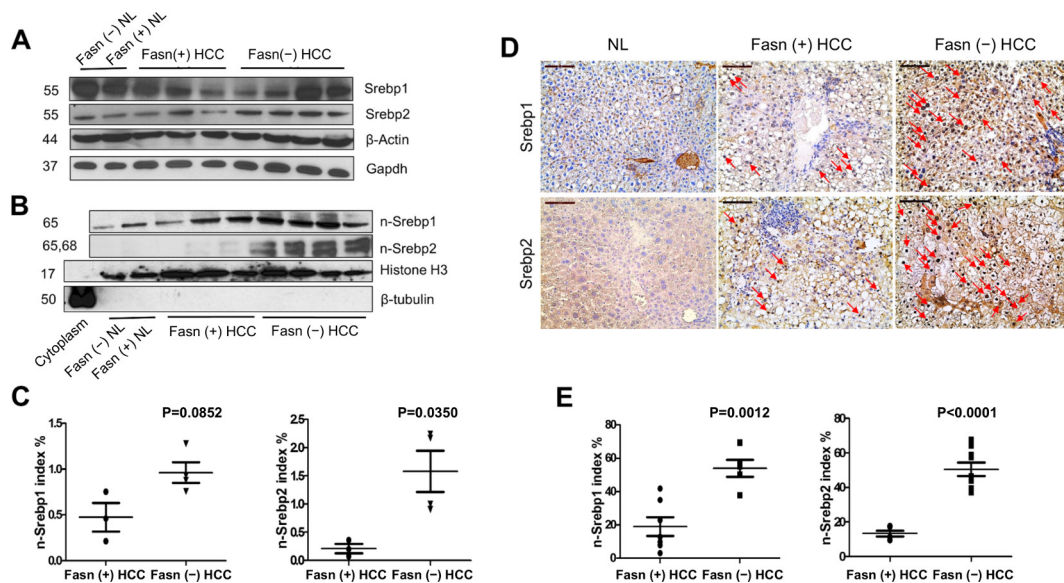 A
Fasn (−) NL
Fasn (+) NL
Fasn(+) HCC
Fasn(−) HCC
55
Srebp1
55
Srebp2
44
β-Actin
37
Gapdh
B
65
n-Srebp1
65,68
n-Srebp2
17
Histone H3
50
β-tubulin
Cytoplasm
Fasn (−) NL
Fasn (+) NL
Fasn (+) HCC
Fasn (−) HCC
C
P=0.0852
n-Srebp1 index %
1.5
1.0
0.5
0.0
Fasn (+) HCC
Fasn (−) HCC
P=0.0350
n-Srebp2 index %
2.5
2.0
1.5
1.0
0.5
0.0
Fasn (+) HCC
Fasn (−) HCC
D
NL
Fasn (+) HCC
Fasn (−) HCC
Srebp1
Srebp2
E
P=0.0012
n-Srebp1 index %
80
60
40
20
0
Fasn (+) HCC
Fasn (−) HCC
P<0.0001
n-Srebp2 index %
80
60
40
20
0
Fasn (+) HCC
Fasn (−) HCC